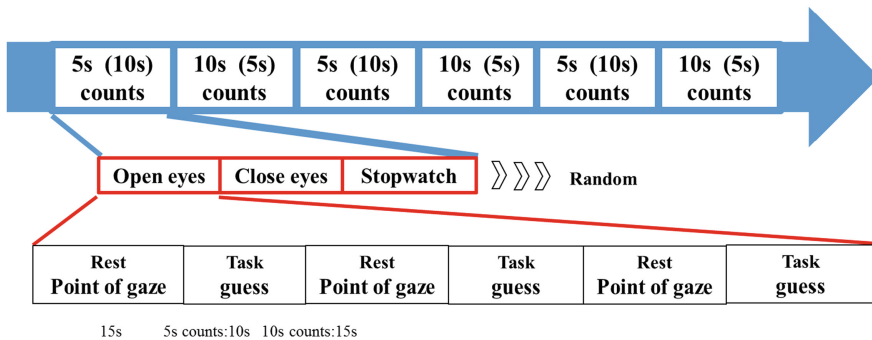 5s (10s) 10s (5s) 5s (10s) 10s (5s) 5s (10s) 10s (5s)
counts counts counts counts counts counts
Open eyes Close eyes Stopwatch Random
Rest Task Rest Task Rest Task
Point of gaze guess Point of gaze guess Point of gaze guess
15s 5s counts:10s 10s counts:15s